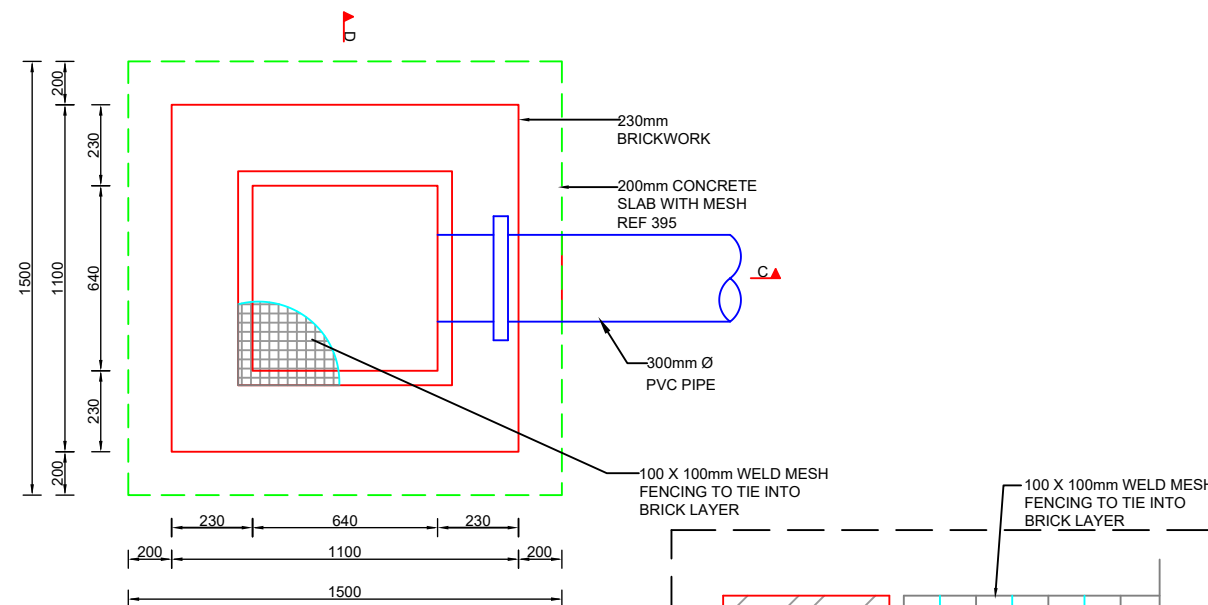 D
200
230
1500
1100
640
230
200
230mm
BRICKWORK
200mm CONCRETE
SLAB WITH MESH
REF 395
C
300mm Ø
PVC PIPE
100 X 100mm WELD MESH
FENCING TO TIE INTO
BRICK LAYER
100 X 100mm WELD MESH
FENCING TO TIE INTO
BRICK LAYER
230 640 230
200 1100 200
1500